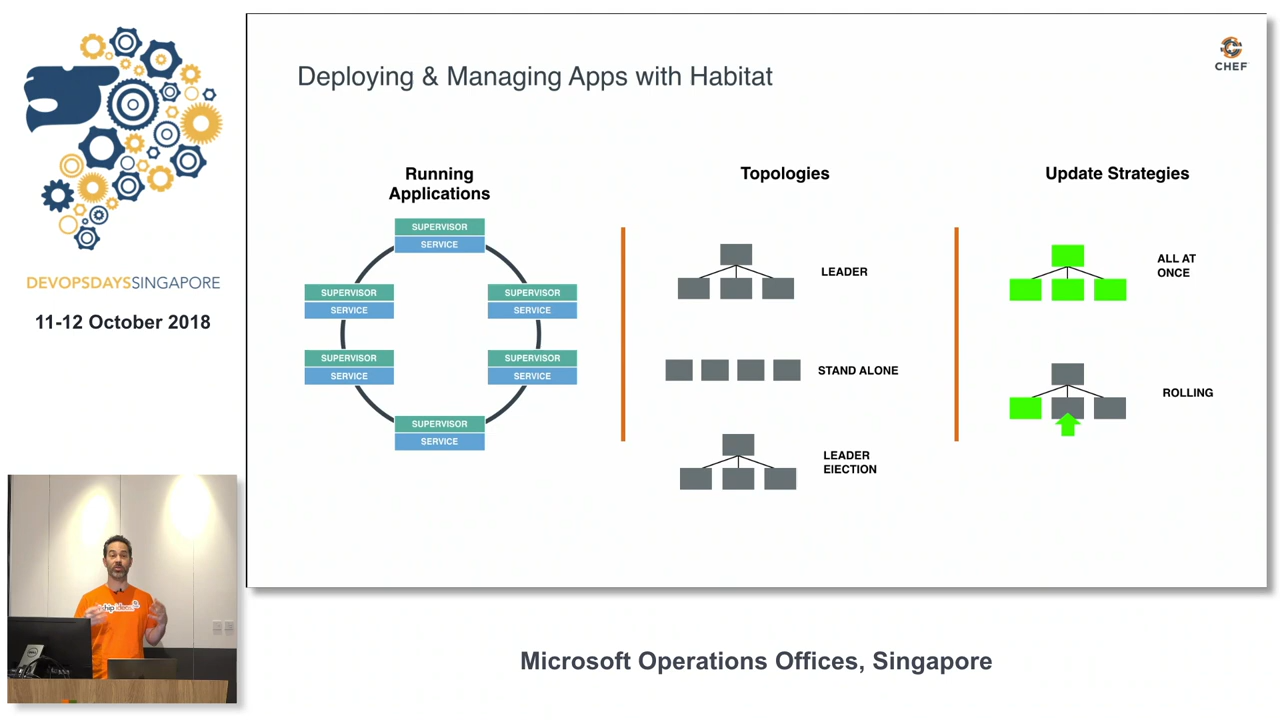 DEVOPSDAYSSINGAPORE
11-12 October 2018
Deploying & Managing Apps with Habitat
CHEF
Running
Applications
SUPERVISOR
SERVICE
SUPERVISOR
SERVICE
SUPERVISOR
SERVICE
SUPERVISOR
SERVICE
SUPERVISOR
SERVICE
SUPERVISOR
SERVICE
Topologies
LEADER
STAND ALONE
LEADER
ElECTION
Update Strategies
ALL AT
ONCE
ROLLING
Microsoft Operations Offices, Singapore